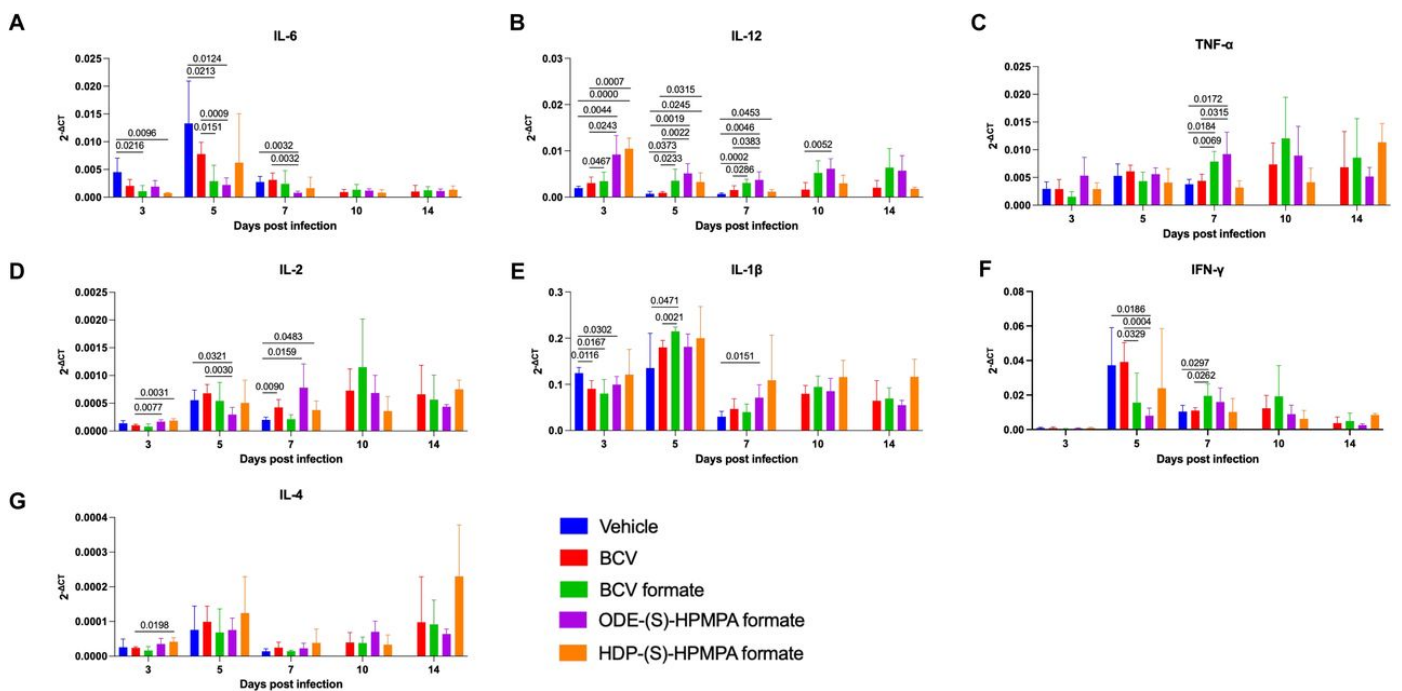 A
IL-6
2-ΔCT
0.025
0.020
0.015
0.010
0.005
0.000
0.0096
0.0216
0.0124
0.0213
0.0009
0.0151
0.0032
0.0032
3 5 7 10 14
Days post infection
B
IL-12
2-ΔCT
0.03
0.02
0.01
0.00
0.0007
0.0000
0.0044
0.0243
0.0467
0.0315
0.0245
0.0019
0.0022
0.0373
0.0233
0.0453
0.0046
0.0383
0.0002
0.0286
0.0052
3 5 7 10 14
Days post infection
C
TNF-α
2-ΔCT
0.025
0.020
0.015
0.010
0.005
0.000
0.0172
0.0315
0.0184
0.0069
3 5 7 10 14
Days post infection
D
IL-2
2-ΔCT
0.0025
0.0020
0.0015
0.0010
0.0005
0.0000
0.0031
0.0077
0.0321
0.0030
0.0483
0.0159
0.0090
3 5 7 10 14
Days post infection
E
IL-1β
2-ΔCT
0.3
0.2
0.1
0.0
0.0302
0.0167
0.0116
0.0471
0.0021
0.0151
3 5 7 10 14
Days post infection
F
IFN-γ
2-ΔCT
0.08
0.06
0.04
0.02
0.00
0.0186
0.0004
0.0329
0.0297
0.0262
3 5 7 10 14
Days post infection
G
IL-4
2-ΔCT
0.0004
0.0003
0.0002
0.0001
0.0000
0.0198
3 5 7 10 14
Days post infection
Vehicle
BCV
BCV formate
ODE-(S)-HPMPA formate
HDP-(S)-HPMPA formate